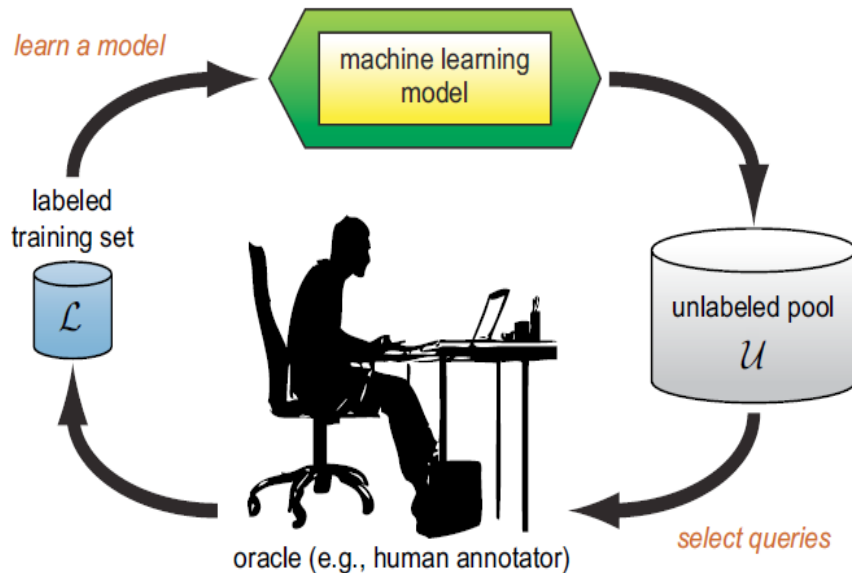 learn a model
machine learning
model
labeled
training set
ℒ
unlabeled pool
𝒰
oracle (e.g., human annotator)
select queries